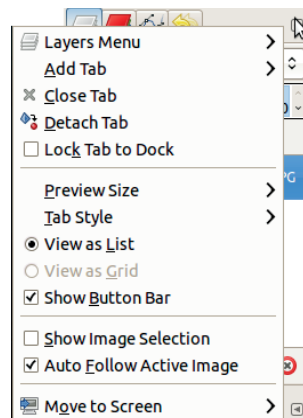 Layers Menu
Add Tab
Close Tab
Detach Tab
Lock Tab to Dock
Preview Size
Tab Style
View as List
View as Grid
Show Button Bar
Show Image Selection
Auto Follow Active Image
Move to Screen